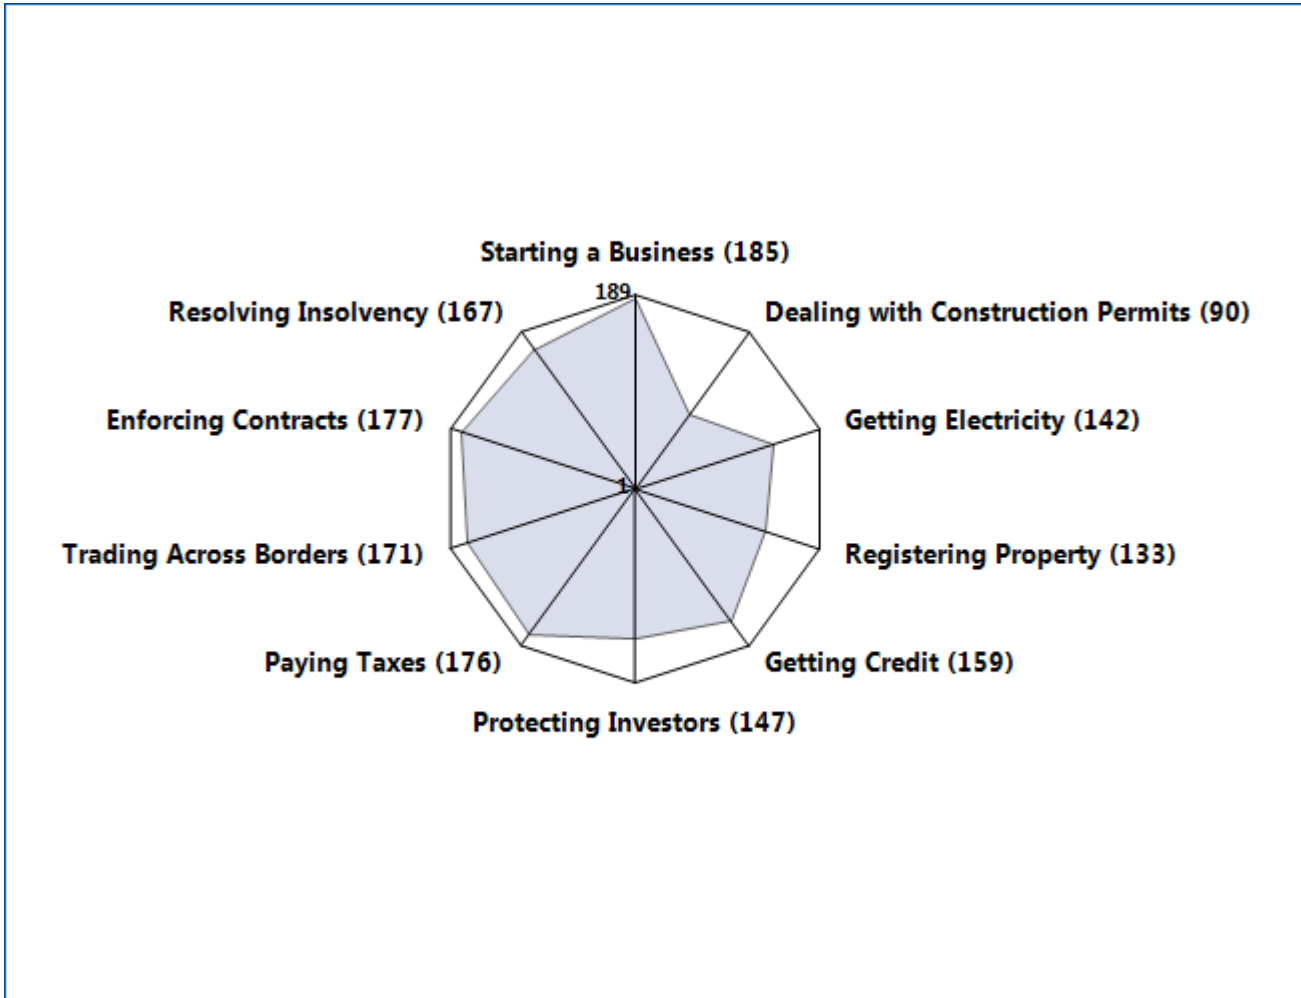 Starting a Business (185)
189
Resolving Insolvency (167)
Dealing with Construction Permits (90)
Enforcing Contracts (177)
Getting Electricity (142)
1
Trading Across Borders (171)
Registering Property (133)
Paying Taxes (176)
Getting Credit (159)
Protecting Investors (147)